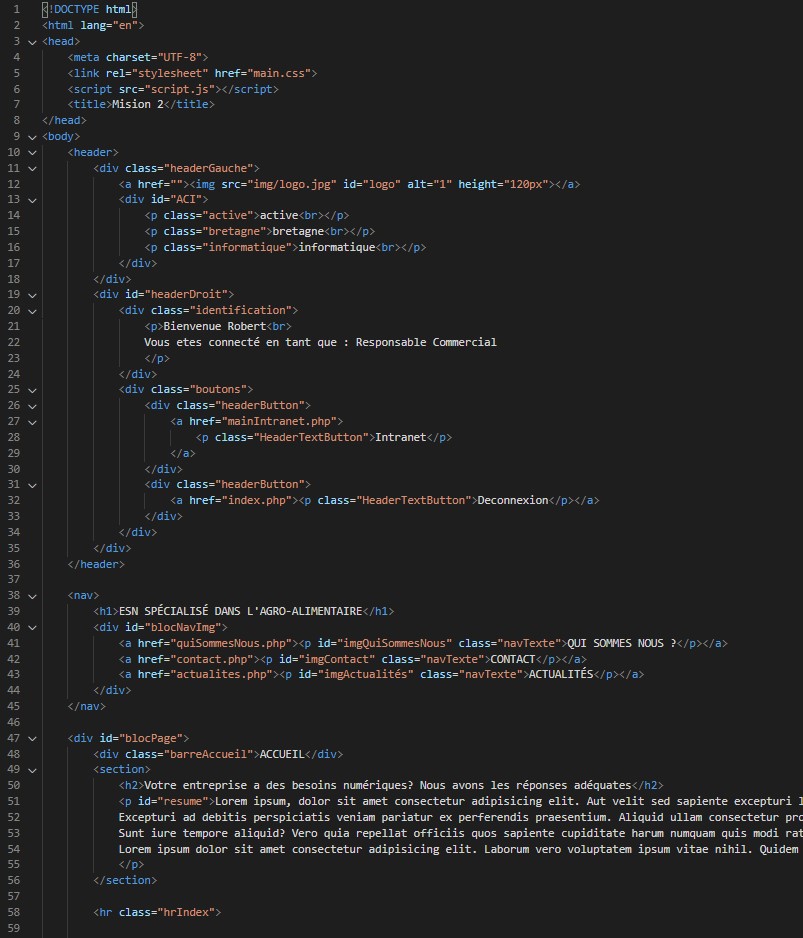 1 <!DOCTYPE html>
2 <html lang="en">
3 <head>
4     <meta charset="UTF-8">
5     <link rel="stylesheet" href="main.css">
6     <script src="script.js"></script>
7     <title>Mision 2</title>
8 </head>
9 <body>
10     <header>
11         <div class="headerGauche">
12             <a href=""><img src="img/logo.jpg" id="logo" alt="1" height="120px"></a>
13             <div id="ACI">
14                 <p class="active">active<br></p>
15                 <p class="bretagne">bretagne<br></p>
16                 <p class="informatique">informatique<br></p>
17             </div>
18         </div>
19         <div id="headerDroit">
20             <div class="identification">
21                 <p>Bienvenue Robert<br>
22                 Vous etes connecté en tant que : Responsable Commercial
23                 </p>
24             </div>
25             <div class="boutons">
26                 <div class="headerButton">
27                     <a href="mainIntranet.php">
28                         <p class="HeaderTextButton">Intranet</p>
29                     </a>
30                 </div>
31                 <div class="headerButton">
32                     <a href="index.php"><p class="HeaderTextButton">Deconnexion</p></a>
33                 </div>
34             </div>
35         </div>
36     </header>
37
38     <nav>
39         <h1>ESN SPÉCIALISÉ DANS L'AGRO-ALIMENTAIRE</h1>
40         <div id="blocNavImg">
41             <a href="quiSommesNous.php"><p id="imgQuiSommesNous" class="navTexte">QUI SOMMES NOUS ?</p></a>
42             <a href="contact.php"><p id="imgContact" class="navTexte">CONTACT</p></a>
43             <a href="actualites.php"><p id="imgActualités" class="navTexte">ACTUALITÉS</p></a>
44         </div>
45     </nav>
46
47     <div id="blocPage">
48         <div class="barreAccueil">ACCUEIL</div>
49         <section>
50             <h2>Votre entreprise a des besoins numériques? Nous avons les réponses adéquates</h2>
51             <p id="resume">Lorem ipsum, dolor sit amet consectetur adipisicing elit. Aut velit sed sapiente excepturi l
52             Excepturi ad debitis perspiciatis veniam pariatur ex perferendis praesentium. Aliquid ullam consectetur pro
53             Sunt iure tempore aliquid? Vero quia repellat officiis quos sapiente cupiditate harum numquam quis modi rat
54             Lorem ipsum dolor sit amet consectetur adipisicing elit. Laborum vero voluptatem ipsum vitae nihil. Quidem
55             </p>
56         </section>
57
58         <hr class="hrIndex">
59